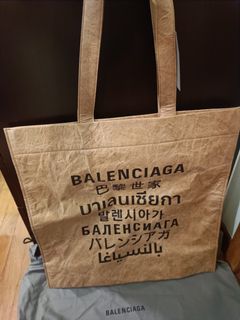 BALENCIAGA
巴黎世家
บาเลนเซียกา
발렌시아가
БАЛЕНСИАГА
バレンシアガ
بالنسياغا
BALENCIAGA